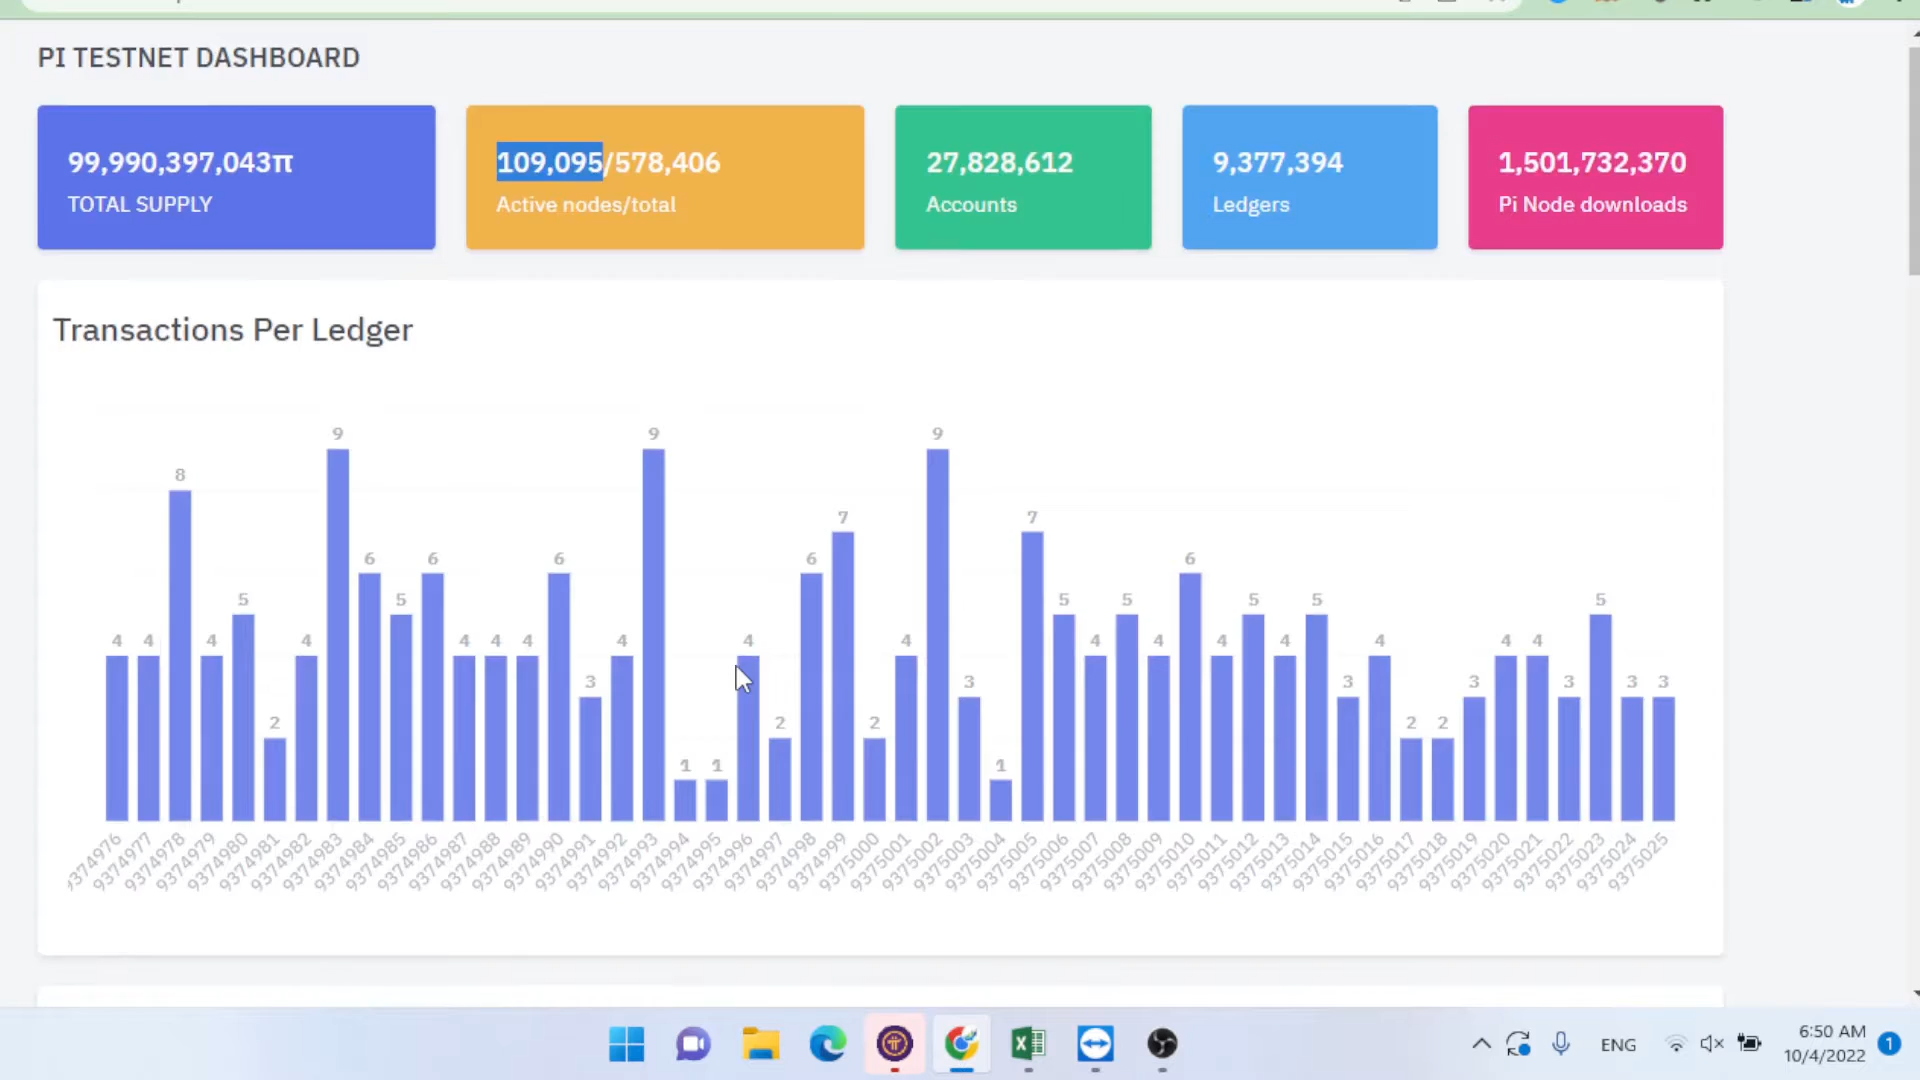 PI TESTNET DASHBOARD
99,990,397,043π
TOTAL SUPPLY
109,095/578,406
Active nodes/total
27,828,612
Accounts
9,377,394
Ledgers
1,501,732,370
Pi Node downloads
Transactions Per Ledger
4 4 8 4 5 2 4 9 6 5 6 4 4 4 6 3 4 9 1 1 4 2 6 7 2 4 9 3 1 7 5 4 5 4 6 4 5 4 5 3 4 2 2 3 4 4 3 5 3 3
9374976 9374977 9374978 9374979 9374980 9374981 9374982 9374983 9374984 9374985 9374986 9374987 9374988 9374989 9374990 9374991 9374992 9374993 9374994 9374995 9374996 9374997 9374998 9374999 9375000 9375001 9375002 9375003 9375004 9375005 9375006 9375007 9375008 9375009 9375010 9375011 9375012 9375013 9375014 9375015 9375016 9375017 9375018 9375019 9375020 9375021 9375022 9375023 9375024 9375025
ENG
6:50 AM
10/4/2022
1